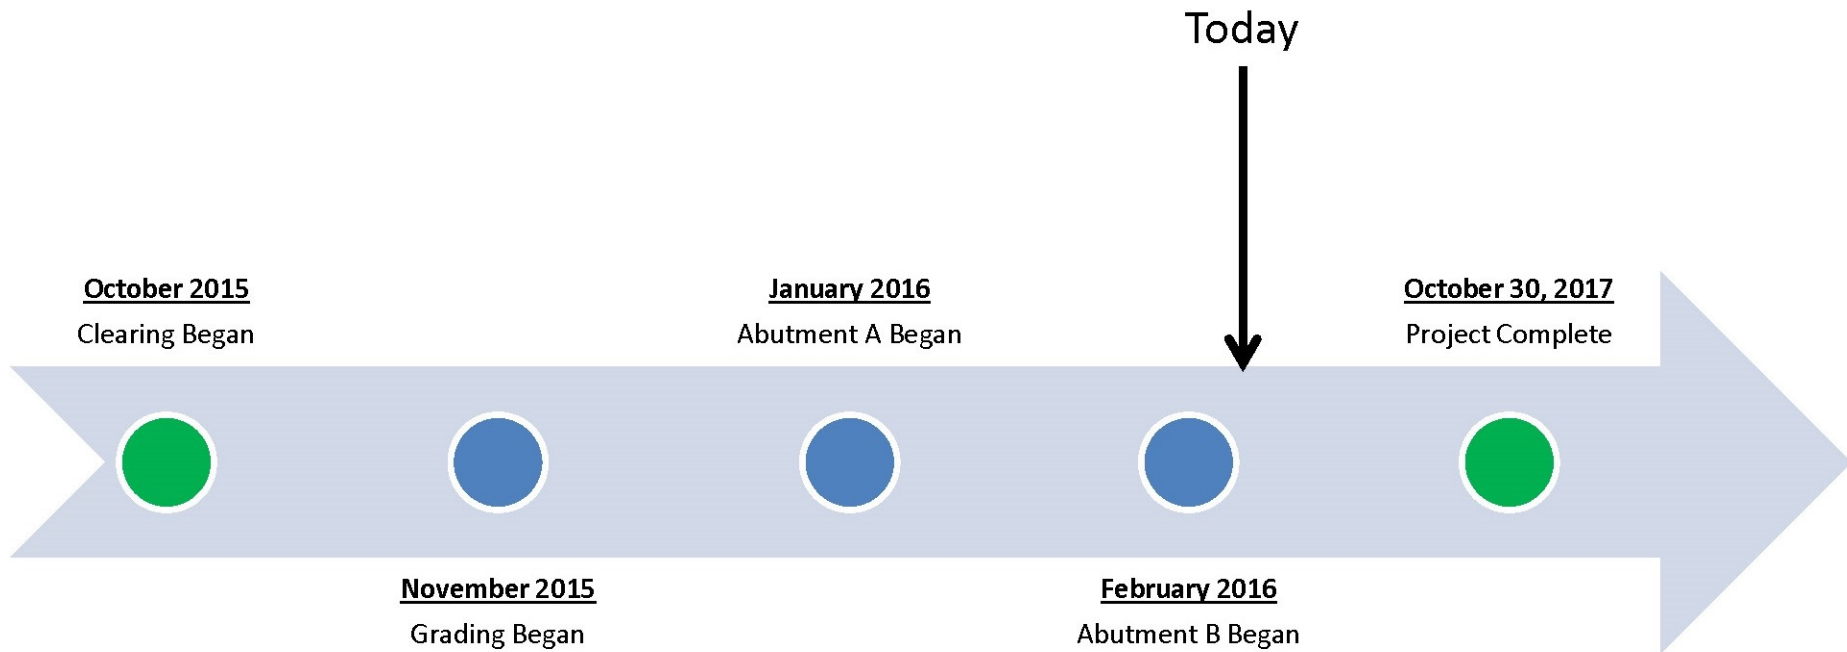 Today
October 2015
Clearing Began
January 2016
Abutment A Began
October 30, 2017
Project Complete
November 2015
Grading Began
February 2016
Abutment B Began